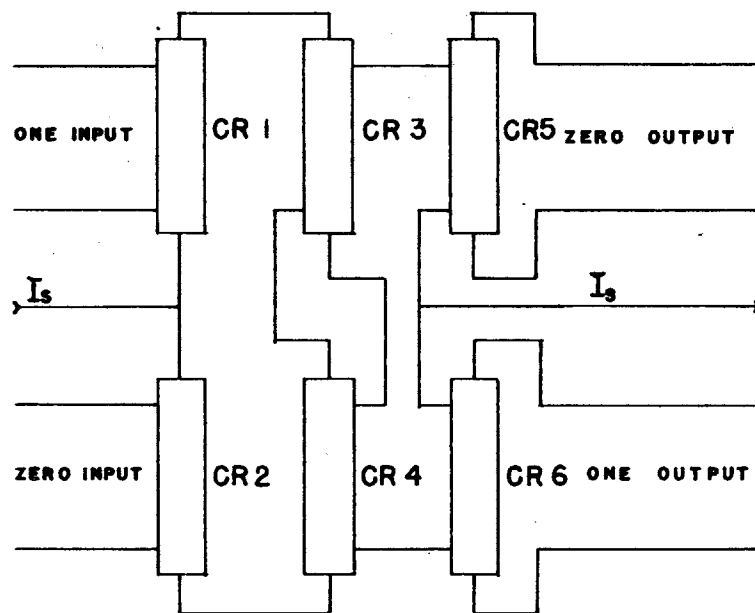 ONE INPUT
CR 1
CR 3
CR5
ZERO OUTPUT
Is
Is
ZERO INPUT
CR 2
CR 4
CR 6
ONE OUTPUT